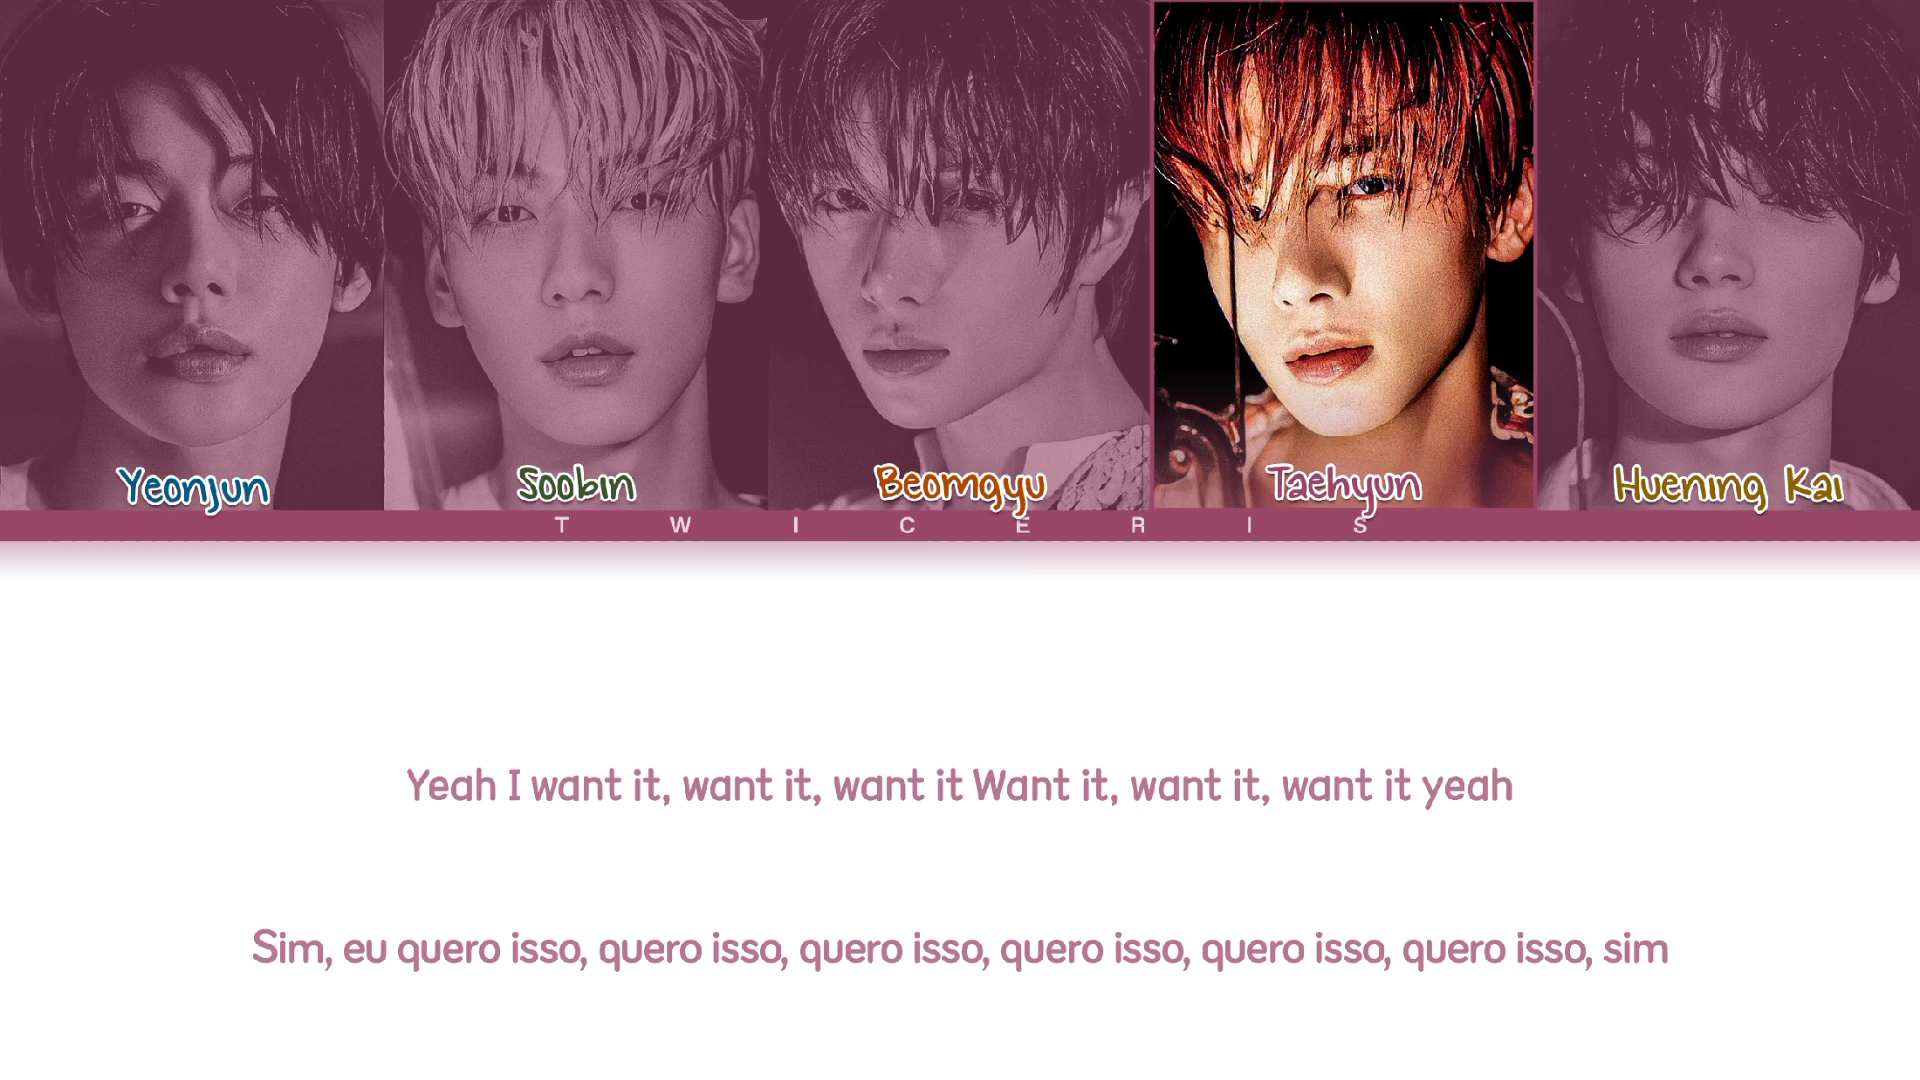 Yeonjun Soobin Beomgyu Taehyun Huening Kai
TWICERIS
Yeah I want it, want it, want it Want it, want it, want it yeah
Sim, eu quero isso, quero isso, quero isso, quero isso, quero isso, quero isso, sim